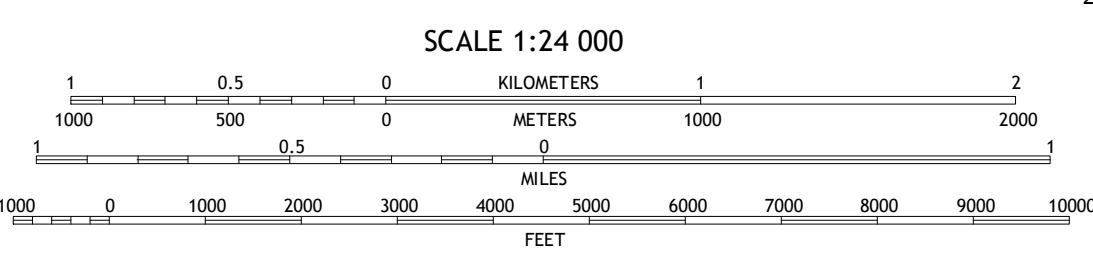 SCALE 1:24 000
1 0.5 0 KILOMETERS 1 2
1000 500 0 METERS 1000 2000
1 0.5 0 1
MILES
1000 0 1000 2000 3000 4000 5000 6000 7000 8000 9000 10000
FEET